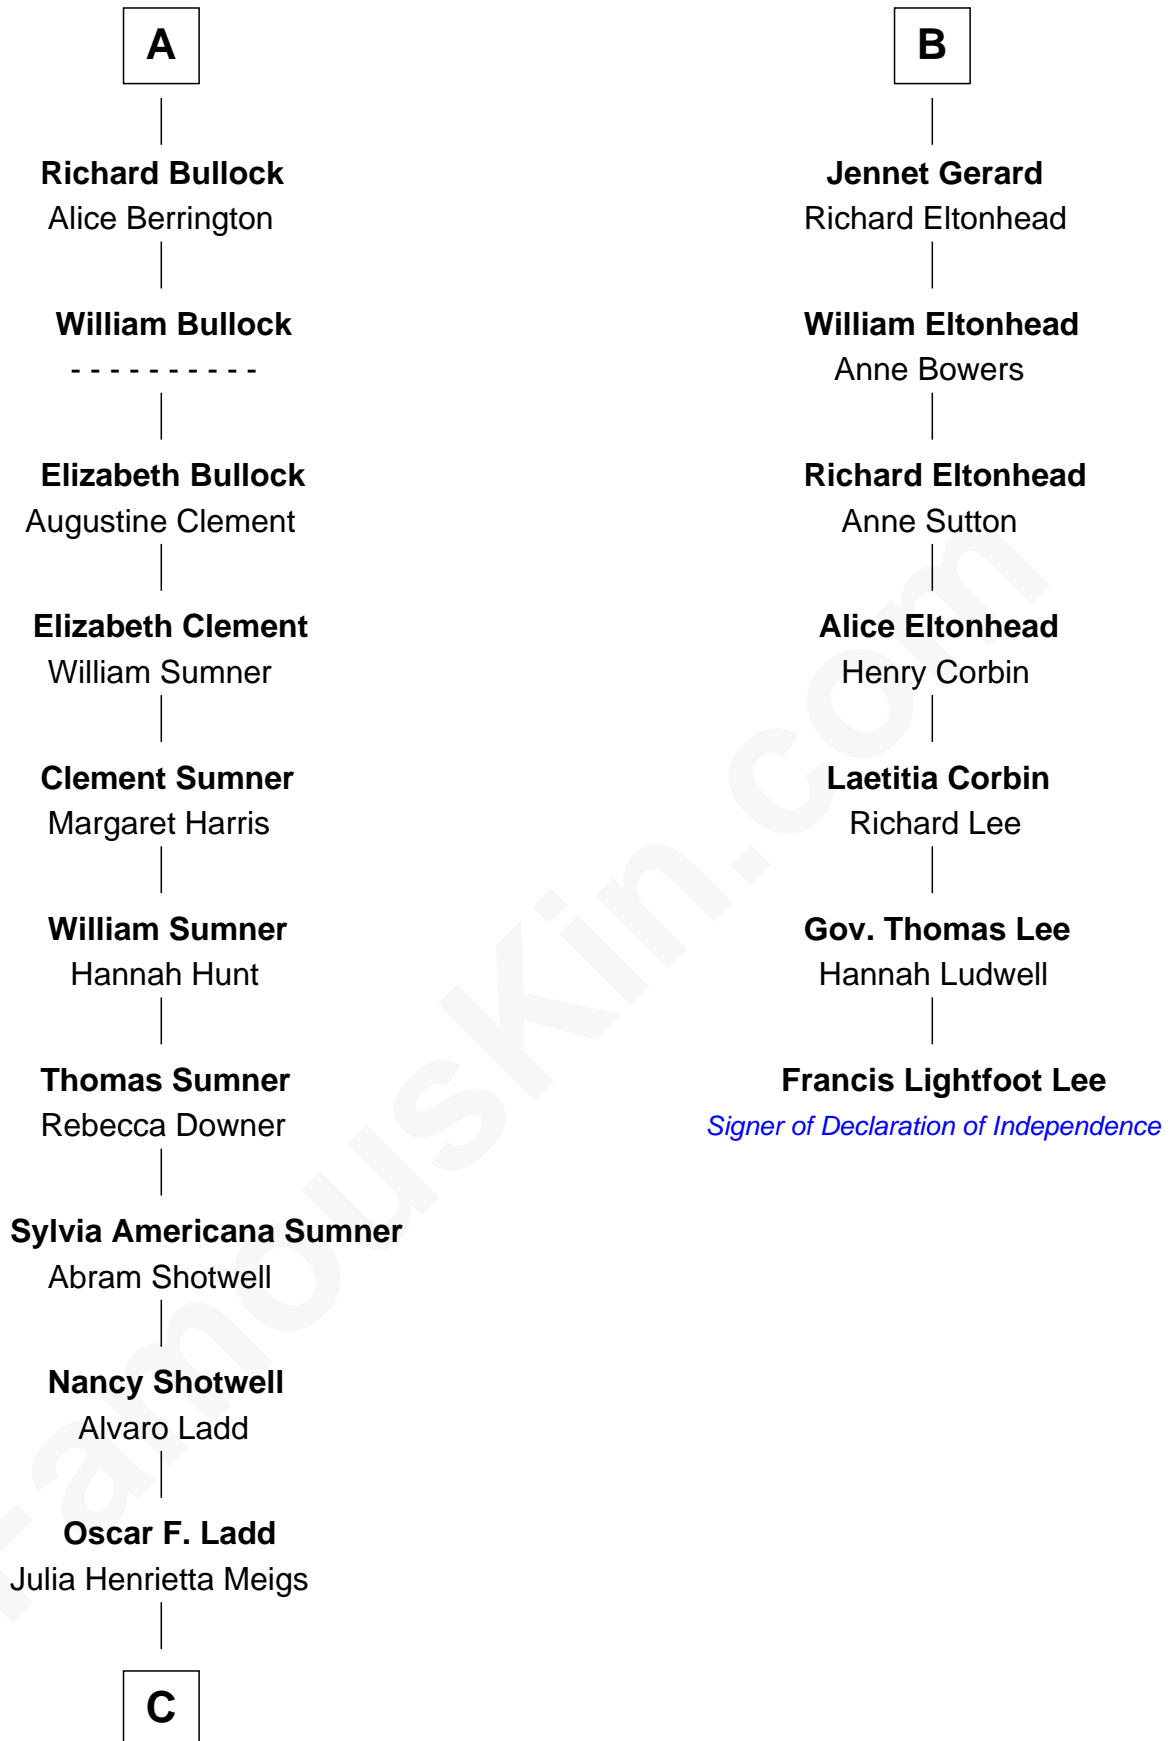 A
Richard Bullock
Alice Berrington
William Bullock
- - - - - - - - - -
Elizabeth Bullock
Augustine Clement
Elizabeth Clement
William Sumner
Clement Sumner
Margaret Harris
William Sumner
Hannah Hunt
Thomas Sumner
Rebecca Downer
Sylvia Americana Sumner
Abram Shotwell
Nancy Shotwell
Alvaro Ladd
Oscar F. Ladd
Julia Henrietta Meigs
C
B
Jennet Gerard
Richard Eltonhead
William Eltonhead
Anne Bowers
Richard Eltonhead
Anne Sutton
Alice Eltonhead
Henry Corbin
Laetitia Corbin
Richard Lee
Gov. Thomas Lee
Hannah Ludwell
Francis Lightfoot Lee
Signer of Declaration of Independence
FamousKin.com